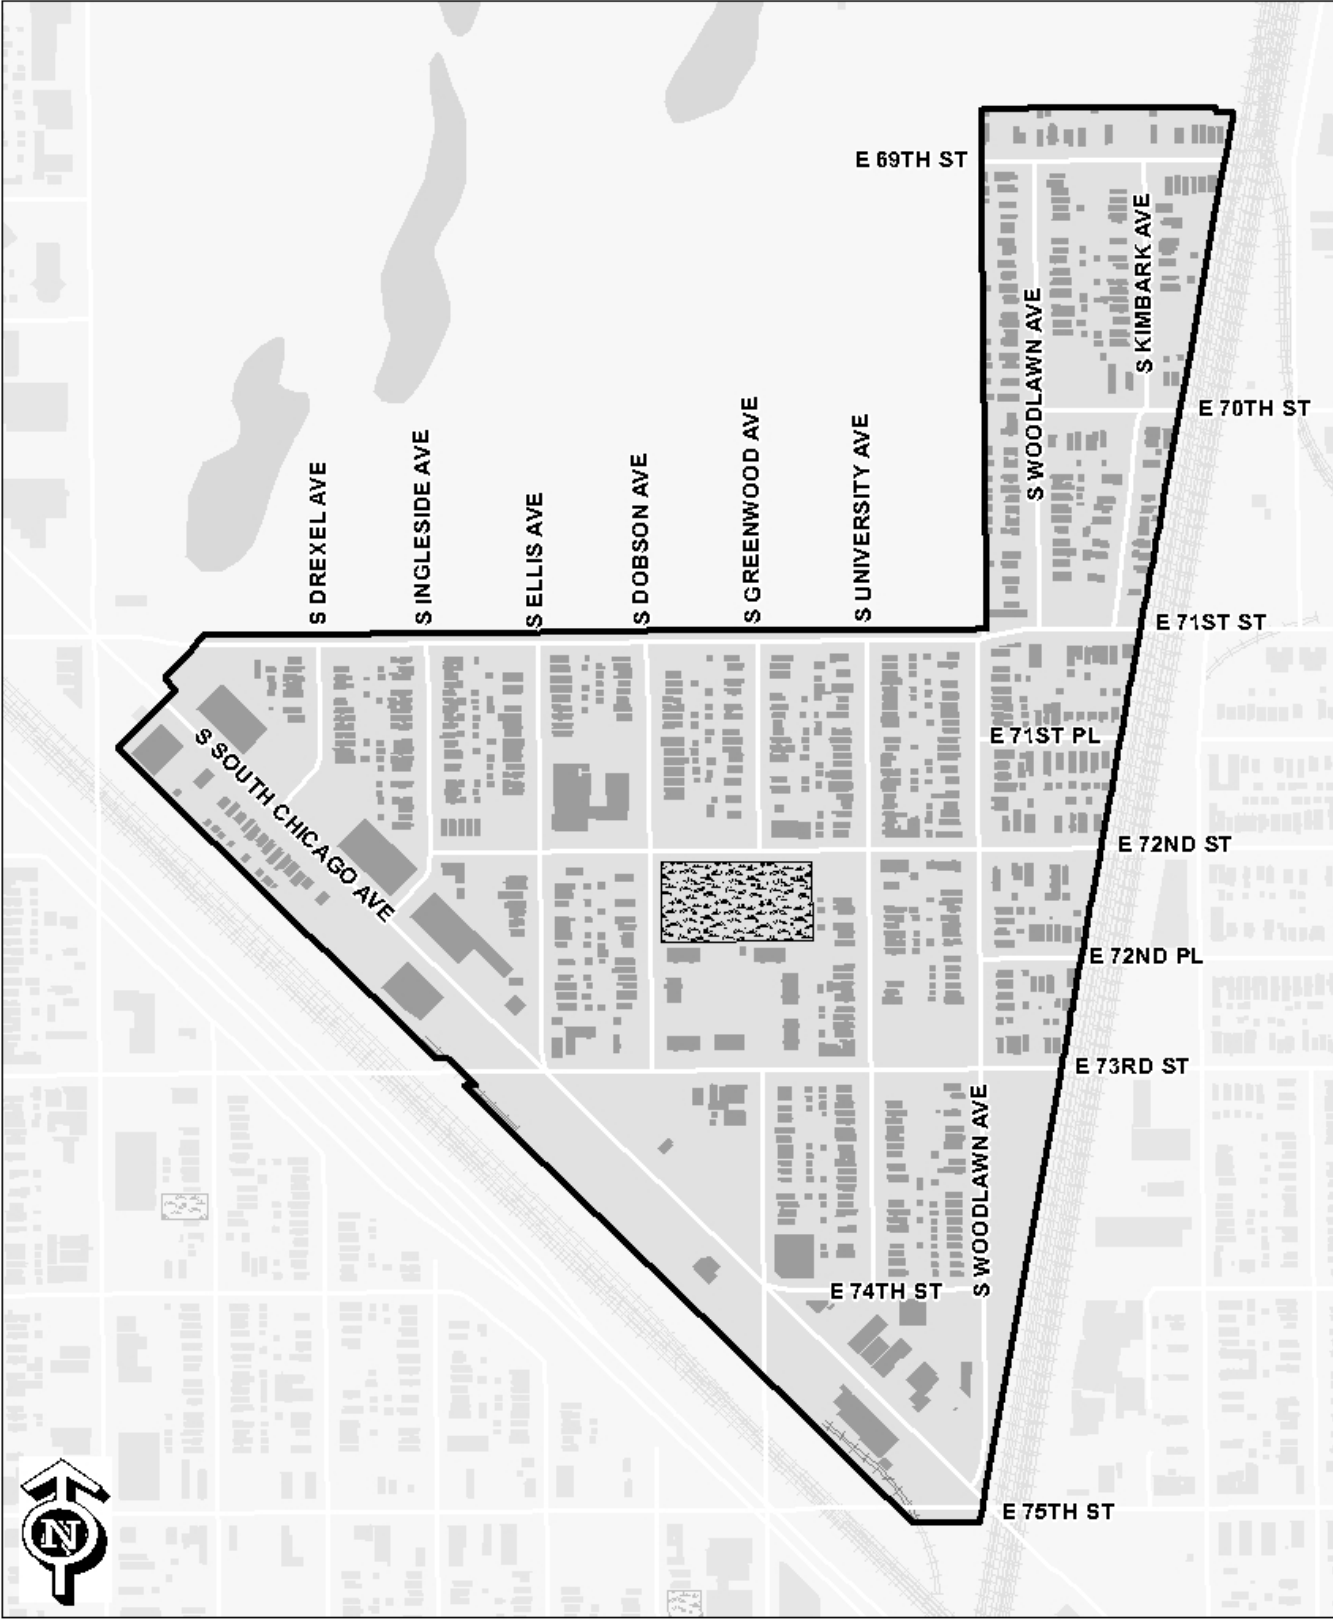 E 69TH ST
S KIMBARK AVE
S WOODLAWN AVE
E 70TH ST
S DREXEL AVE
S INGLESIDE AVE
S ELLIS AVE
S DOBSON AVE
S GREENWOOD AVE
S UNIVERSITY AVE
E 71ST ST
E 71ST PL
S SOUTH CHICAGO AVE
E 72ND ST
E 72ND PL
E 73RD ST
S WOODLAWN AVE
E 74TH ST
E 75TH ST
N